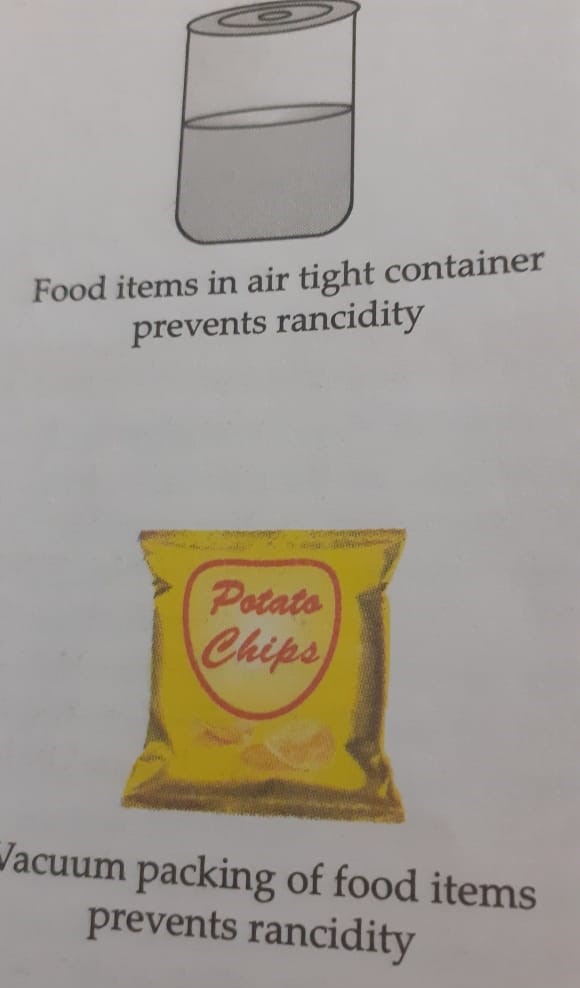 Food items in air tight container
prevents rancidity
Potato
Chips
Vacuum packing of food items
prevents rancidity